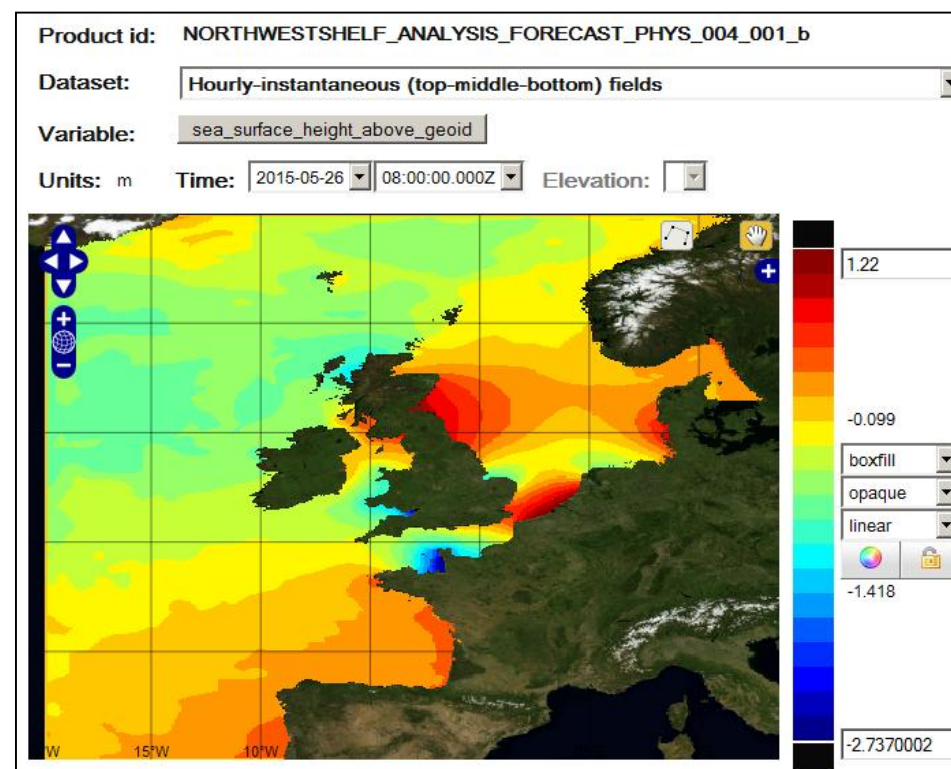 Product id: NORTHWESTSHELF_ANALYSIS_FORECAST_PHYS_004_001_b
Dataset: Hourly-instantaneous (top-middle-bottom) fields
Variable: sea_surface_height_above_geoid
Units: m Time: 2015-05-26 08:00:00.000Z Elevation:
1.22
-0.099
boxfill
opaque
linear
-1.418
-2.7370002
W 15°W 10°W